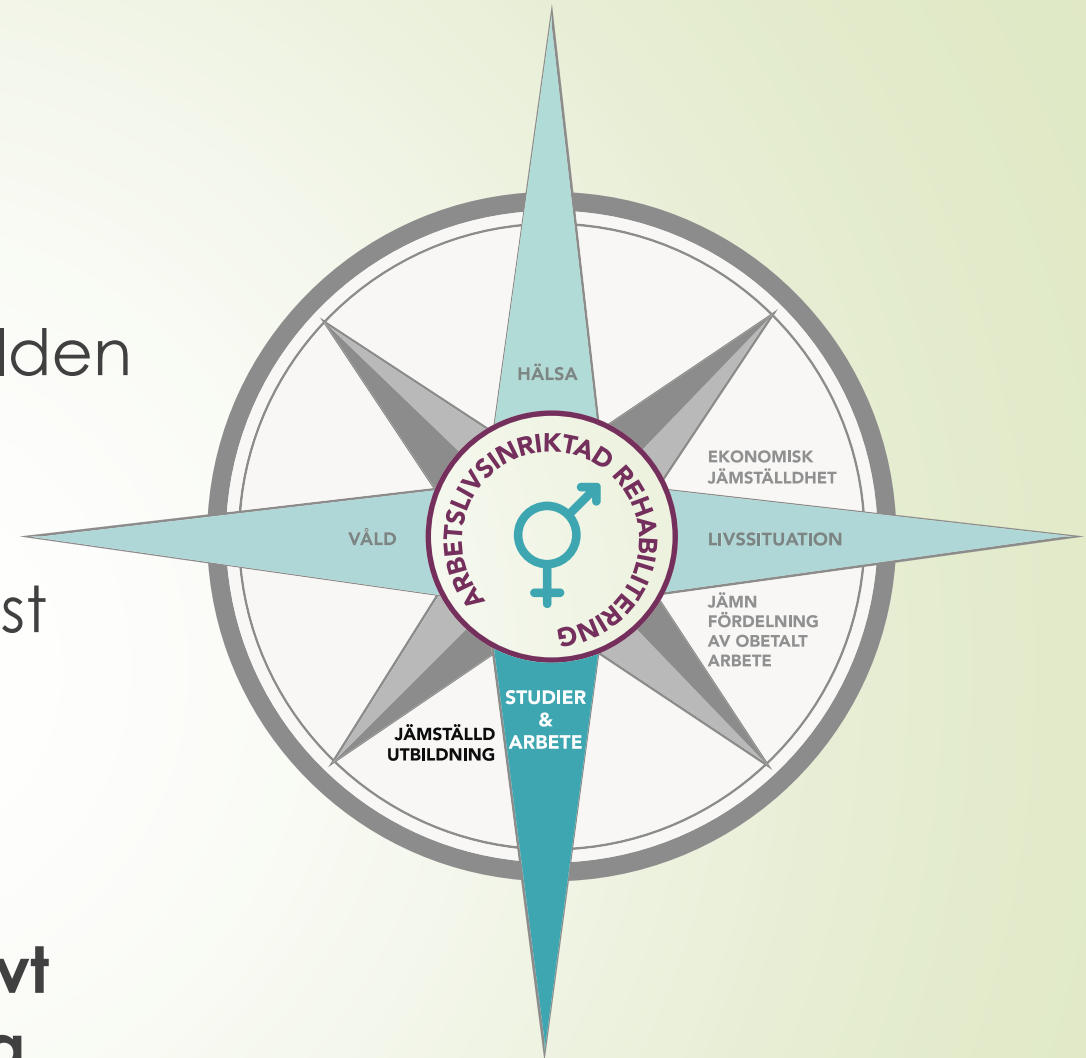 lden
st
vt
HÄLSA
ARBETSLIVSINRIKTAD REHABILITERING
VÅLD
EKONOMISK
JÄMSTÄLLDHET
LIVSSITUATION
JÄMN
FÖRDELNING
AV OBETALT
ARBETE
STUDIER
&
ARBETE
JÄMSTÄLLD
UTBILDNING